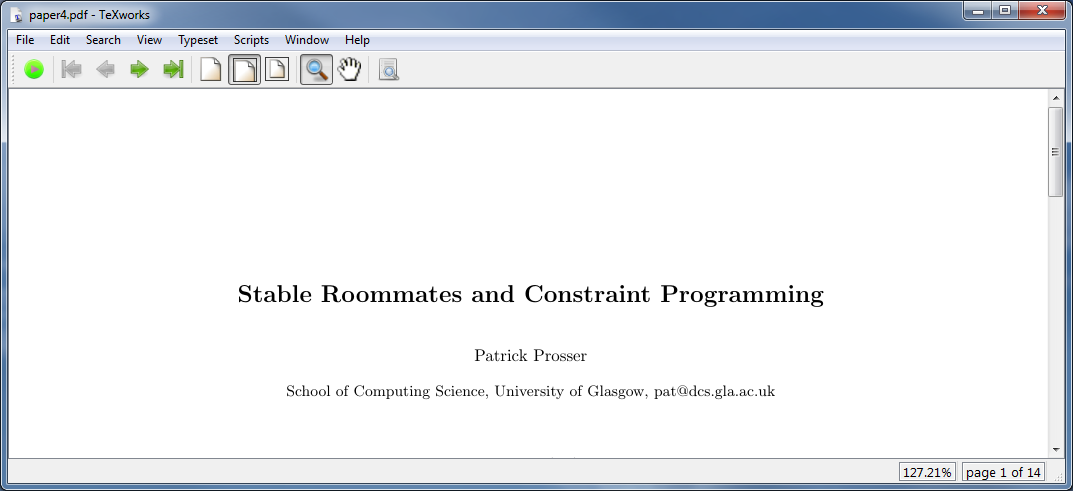 paper4.pdf - TeXworks
File Edit Search View Typeset Scripts Window Help
Stable Roommates and Constraint Programming
Patrick Prosser
School of Computing Science, University of Glasgow, pat@dcs.gla.ac.uk
127.21% page 1 of 14